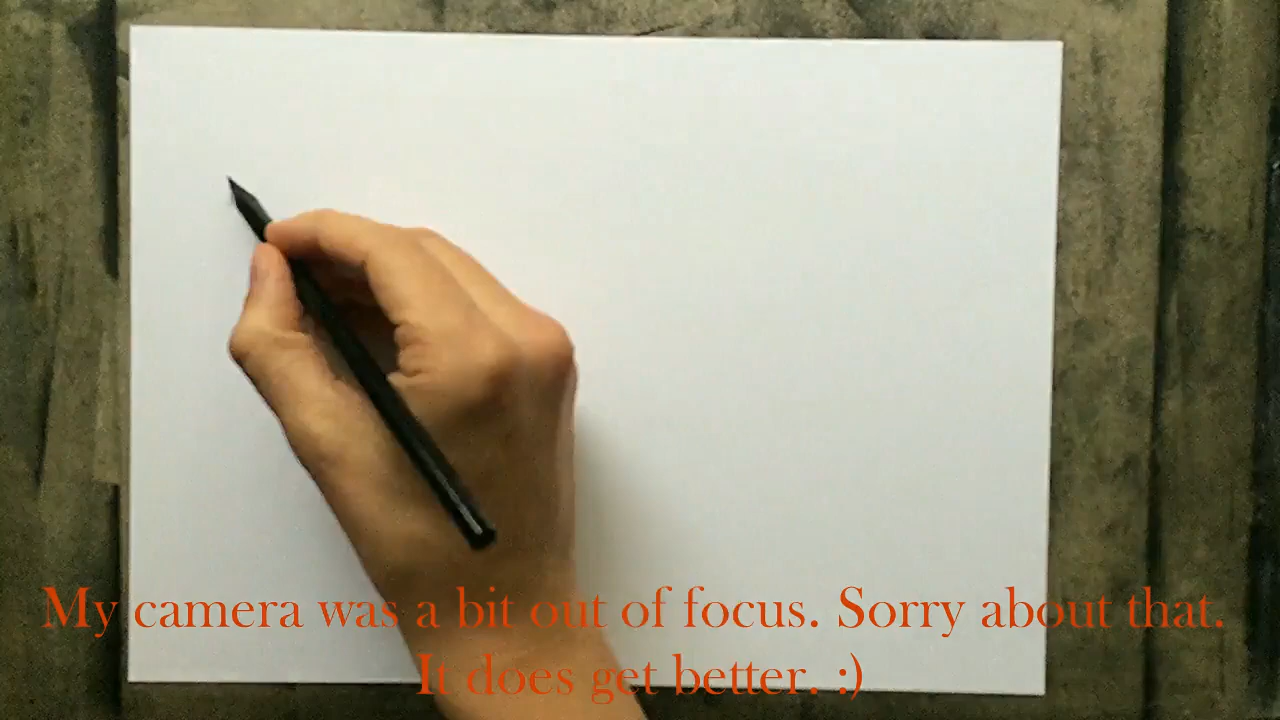 My camera was a bit out of focus. Sorry about that.
It does get better. :)